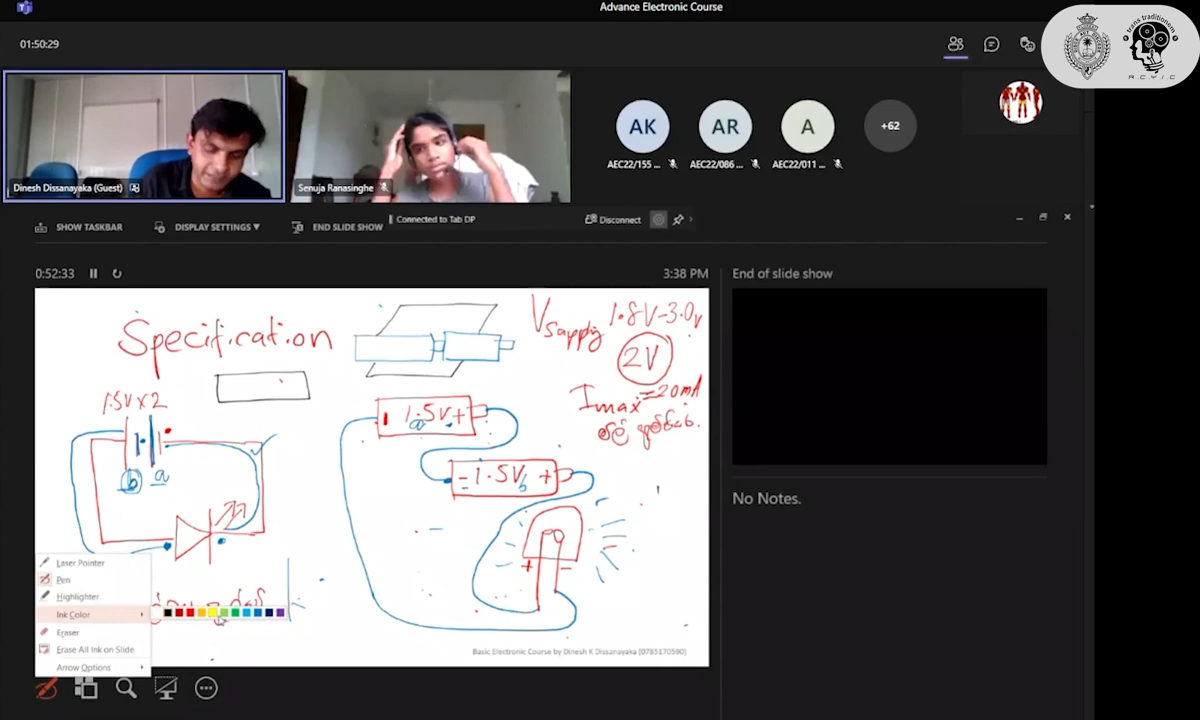 Advance Electronic Course
01:50:29
trans traditionem
R.C.Y.I.C
AK
AR
A
+62
Dinesh Dissanayaka (Guest)
Senuja Ranasinghe
AEC22/155 ...
AEC22/086 ...
AEC22/011 ...
SHOW TASKBAR
DISPLAY SETTINGS ▼
END SLIDE SHOW
Connected to Tab DP
Disconnect
0:52:33
3:38 PM
End of slide show
Specification
Vsupply 1.8V-3.0v
2V
Imax = 20mA
1.5V x 2
1.5V +
- 1.5V +
a
b
b
a
+ -
No Notes.
Laser Pointer
Pen
Highlighter
Ink Color
Eraser
Erase All Ink on Slide
Arrow Options
Basic Electronic Course by Dinesh K Dissanayaka (0785170590)